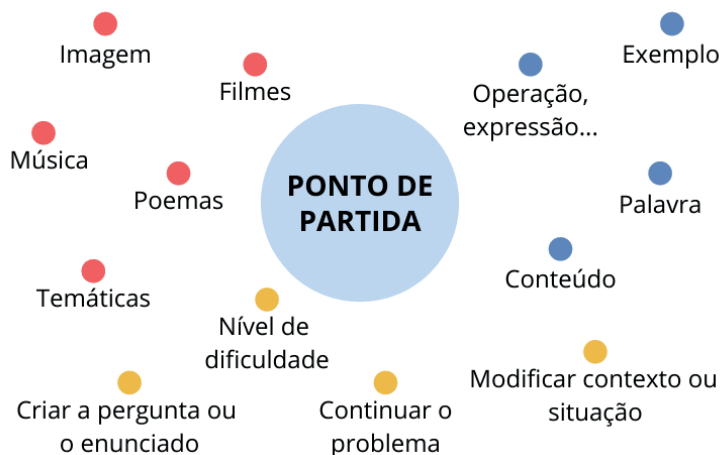 Imagem
Filmes
Operação,
expressão...
Exemplo
Música
Poemas
PONTO DE
PARTIDA
Palavra
Temáticas
Conteúdo
Nível de
dificuldade
Criar a pergunta ou
o enunciado
Continuar o
problema
Modificar contexto ou
situação